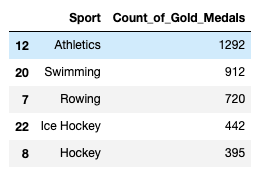 Sport Count_of_Gold_Medals
12 Athletics 1292
20 Swimming 912
7 Rowing 720
22 Ice Hockey 442
8 Hockey 395